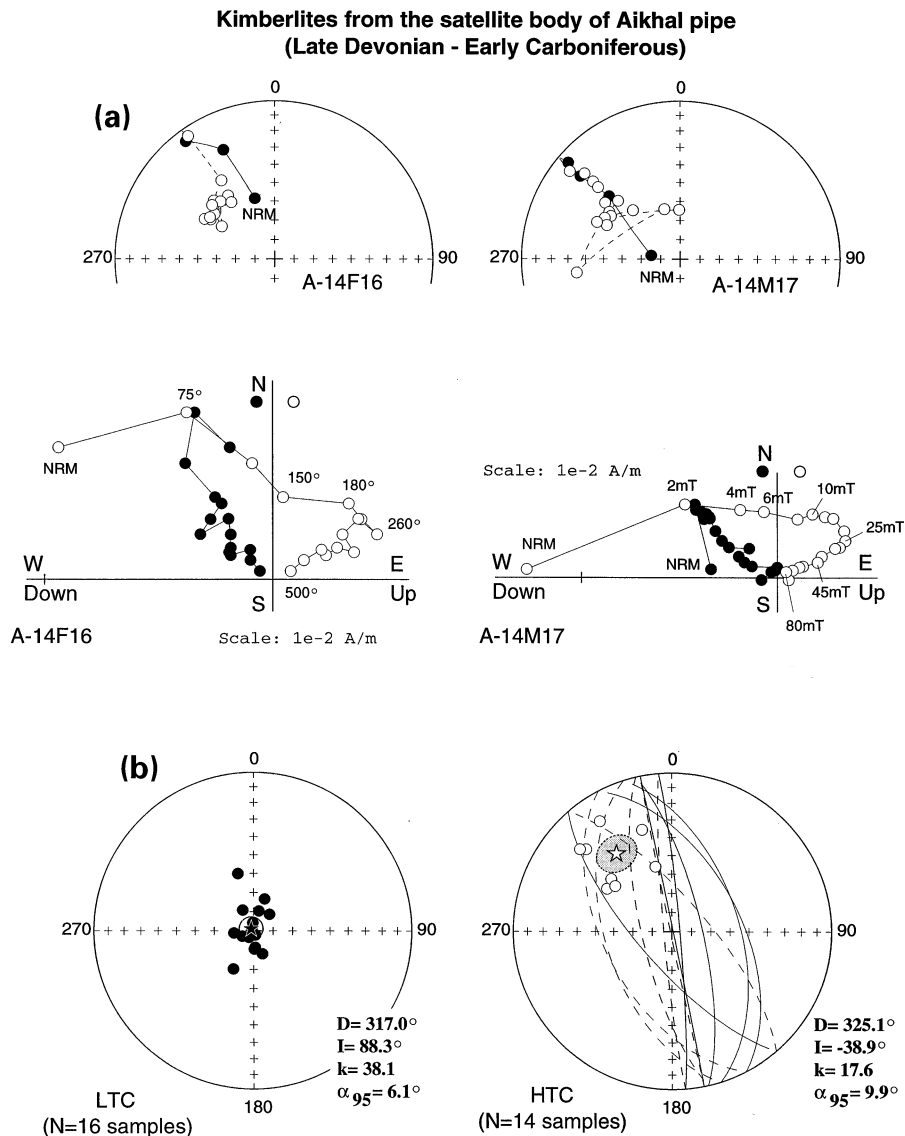 Kimberlites from the satellite body of Aikhal pipe
(Late Devonian - Early Carboniferous)
(a)
0
NRM
270
90
A-14F16
0
270
90
NRM
A-14M17
N
75°
NRM
150°
180°
260°
W
E
Down
Up
S
500°
A-14F16
Scale: 1e-2 A/m
Scale: 1e-2 A/m
N
2mT
4mT
6mT
10mT
25mT
NRM
NRM
W
E
Down
Up
S
45mT
80mT
A-14M17
(b)
0
270
90
D= 317.0°
I= 88.3°
k= 38.1
α95= 6.1°
LTC
(N=16 samples)
180
0
270
90
D= 325.1°
I= -38.9°
k= 17.6
α95= 9.9°
HTC
(N=14 samples)
180